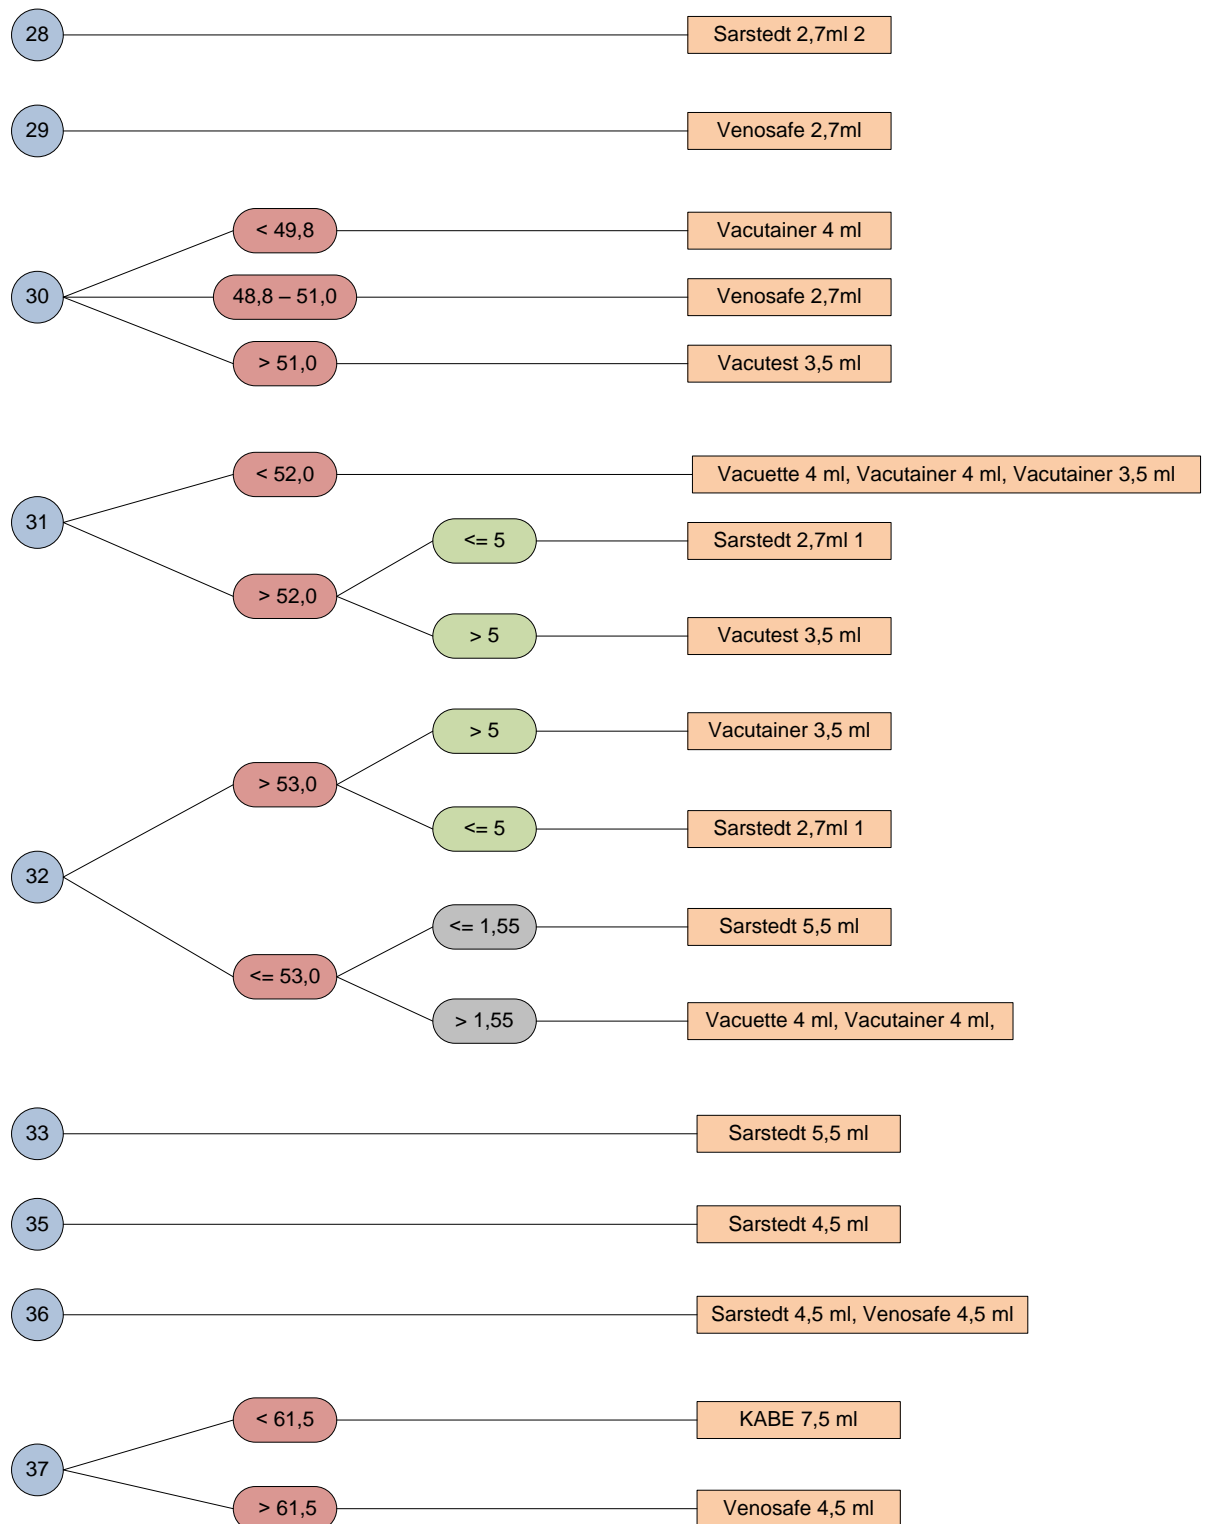 28
Sarstedt 2,7ml 2
29
Venosafe 2,7ml
30
< 49,8
Vacutainer 4 ml
48,8 – 51,0
Venosafe 2,7ml
> 51,0
Vacutest 3,5 ml
31
< 52,0
Vacuette 4 ml, Vacutainer 4 ml, Vacutainer 3,5 ml
> 52,0
<= 5
Sarstedt 2,7ml 1
> 5
Vacutest 3,5 ml
32
> 53,0
> 5
Vacutainer 3,5 ml
<= 5
Sarstedt 2,7ml 1
<= 53,0
<= 1,55
Sarstedt 5,5 ml
> 1,55
Vacuette 4 ml, Vacutainer 4 ml,
33
Sarstedt 5,5 ml
35
Sarstedt 4,5 ml
36
Sarstedt 4,5 ml, Venosafe 4,5 ml
37
< 61,5
KABE 7,5 ml
> 61,5
Venosafe 4,5 ml